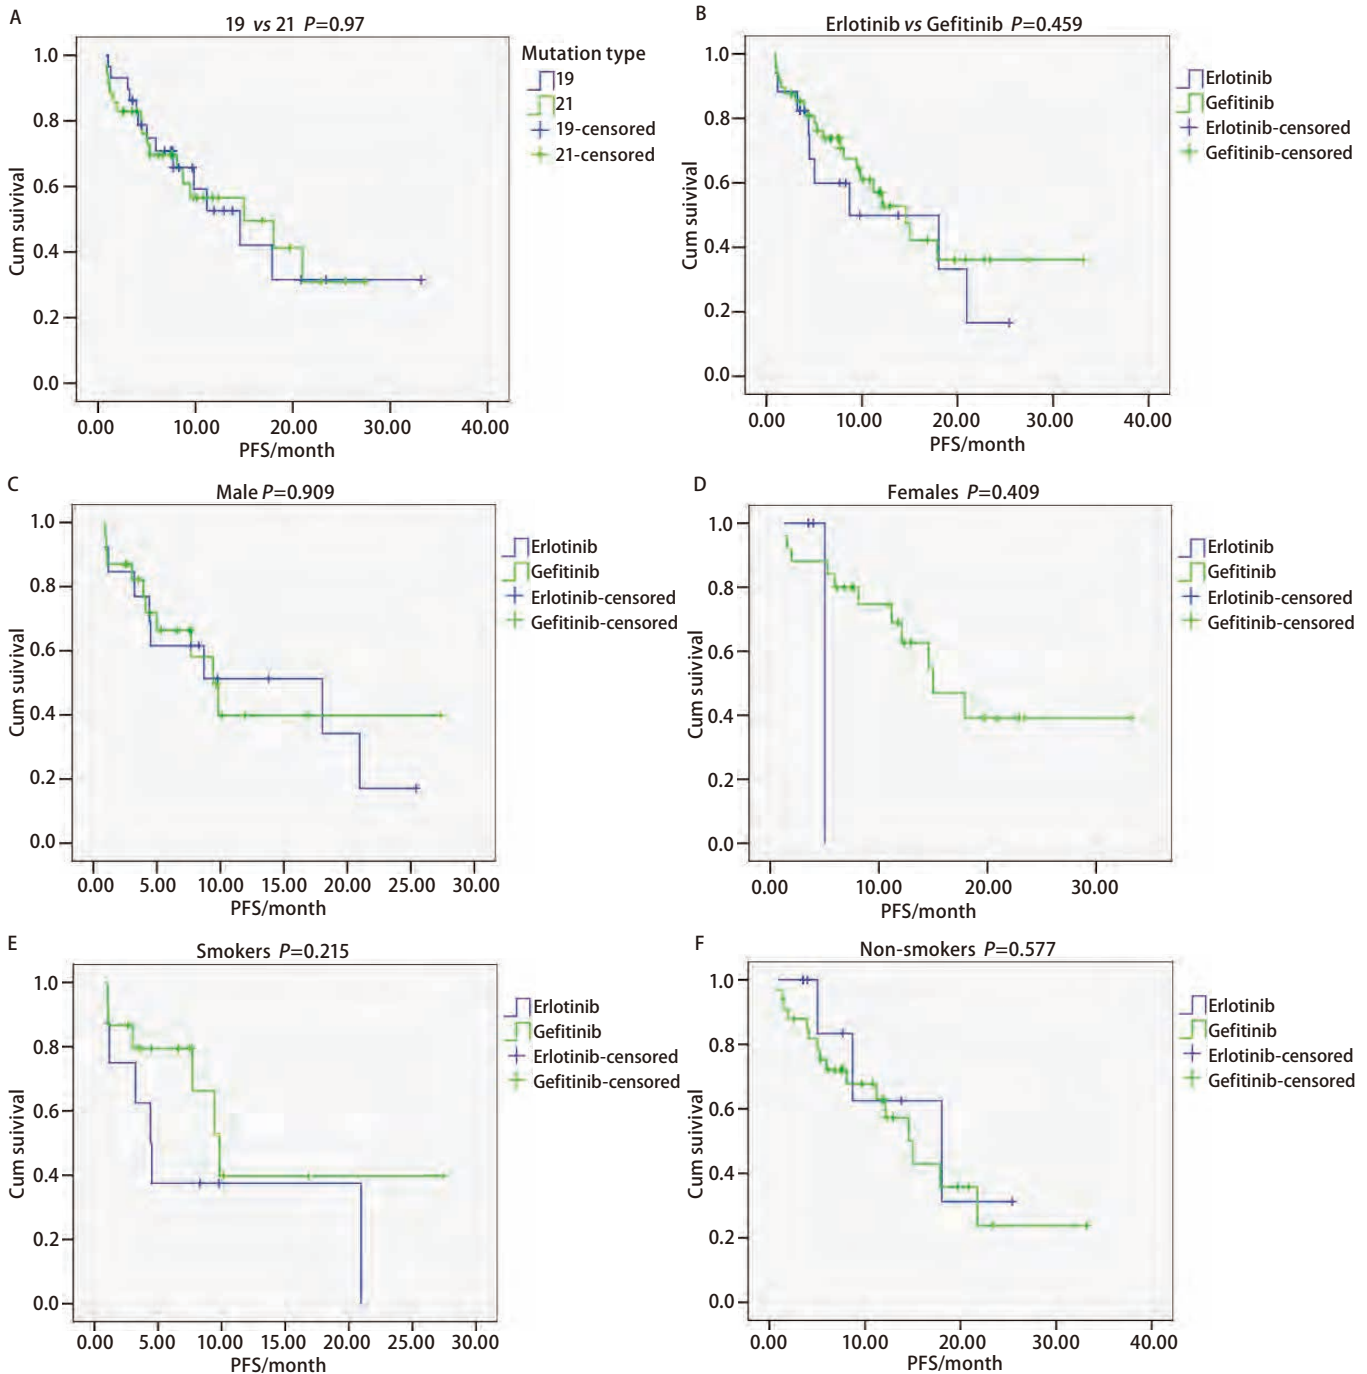 A
19 vs 21 P=0.97
Mutation type
19
21
19-censored
21-censored
Cum suivival
1.0
0.8
0.6
0.4
0.2
0.0
0.00 10.00 20.00 30.00 40.00
PFS/month
B
Erlotinib vs Gefitinib P=0.459
Erlotinib
Gefitinib
Erlotinib-censored
Gefitinib-censored
Cum suivival
1.0
0.8
0.6
0.4
0.2
0.0
0.00 10.00 20.00 30.00 40.00
PFS/month
C
Male P=0.909
Erlotinib
Gefitinib
Erlotinib-censored
Gefitinib-censored
Cum suivival
1.0
0.8
0.6
0.4
0.2
0.0
0.00 5.00 10.00 15.00 20.00 25.00 30.00
PFS/month
D
Females P=0.409
Erlotinib
Gefitinib
Erlotinib-censored
Gefitinib-censored
Cum suivival
1.0
0.8
0.6
0.4
0.2
0.0
0.00 10.00 20.00 30.00
PFS/month
E
Smokers P=0.215
Erlotinib
Gefitinib
Erlotinib-censored
Gefitinib-censored
Cum suivival
1.0
0.8
0.6
0.4
0.2
0.0
0.00 5.00 10.00 15.00 20.00 25.00 30.00
PFS/month
F
Non-smokers P=0.577
Erlotinib
Gefitinib
Erlotinib-censored
Gefitinib-censored
Cum suivival
1.0
0.8
0.6
0.4
0.2
0.0
0.00 10.00 20.00 30.00 40.00
PFS/month